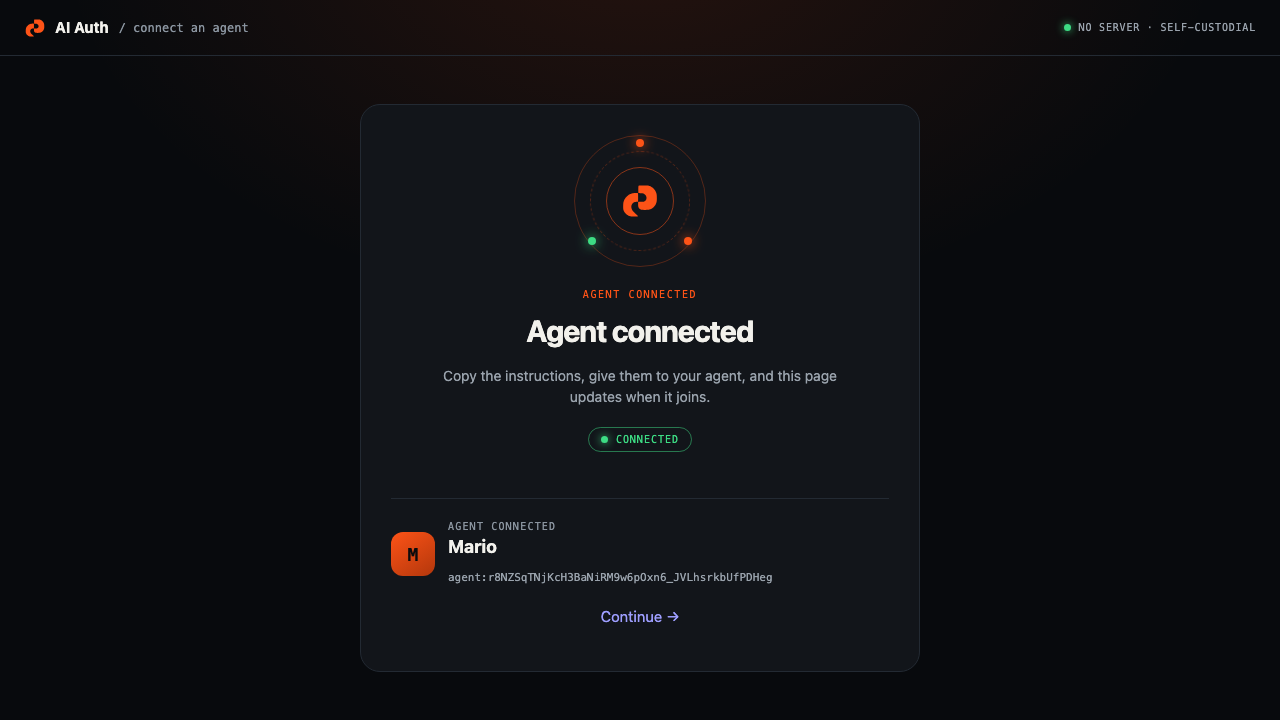 AI Auth / connect an agent
NO SERVER · SELF-CUSTODIAL
AGENT CONNECTED
Agent connected
Copy the instructions, give them to your agent, and this page
updates when it joins.
CONNECTED
AGENT CONNECTED
M
Mario
agent:r8NZSqTNjKcH3BaNiRM9w6pOxn6_JVLhsrkbUfPDHeg
Continue →